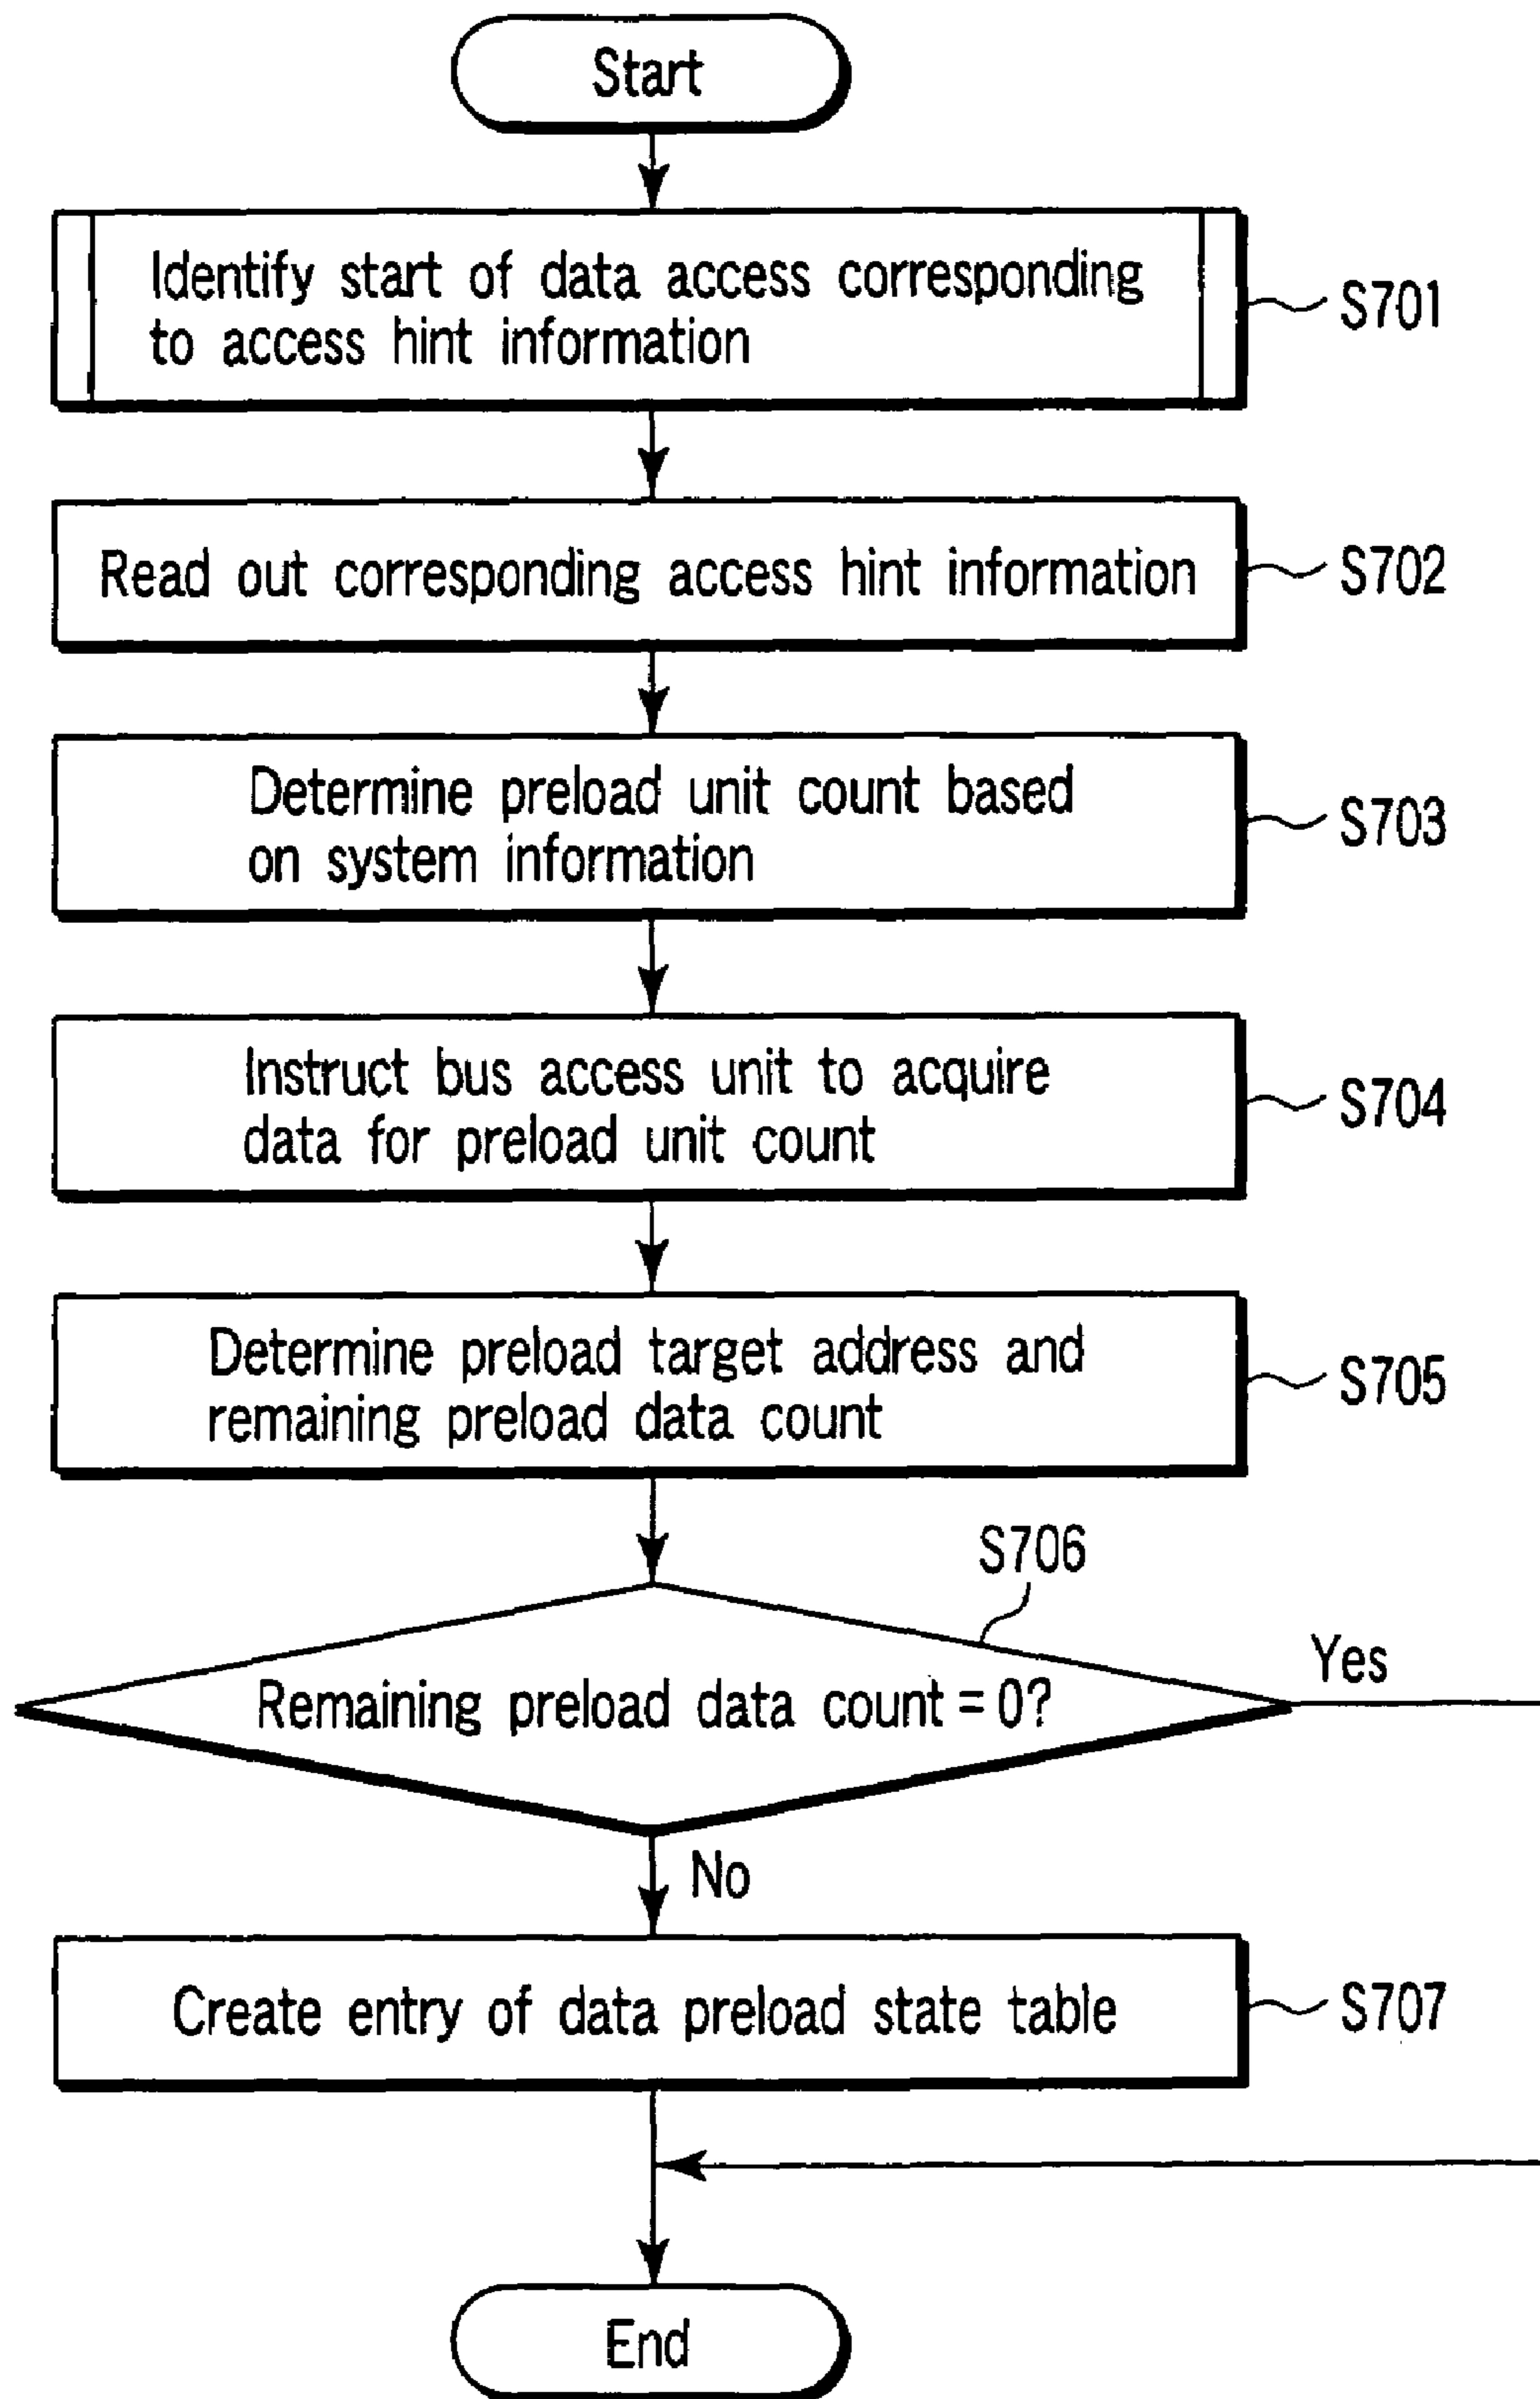 Start
Identify start of data access corresponding
to access hint information
S701
Read out corresponding access hint information
S702
Determine preload unit count based
on system information
S703
Instruct bus access unit to acquire
data for preload unit count
S704
Determine preload target address and
remaining preload data count
S705
S706
Remaining preload data count = 0?
Yes
No
Create entry of data preload state table
S707
End